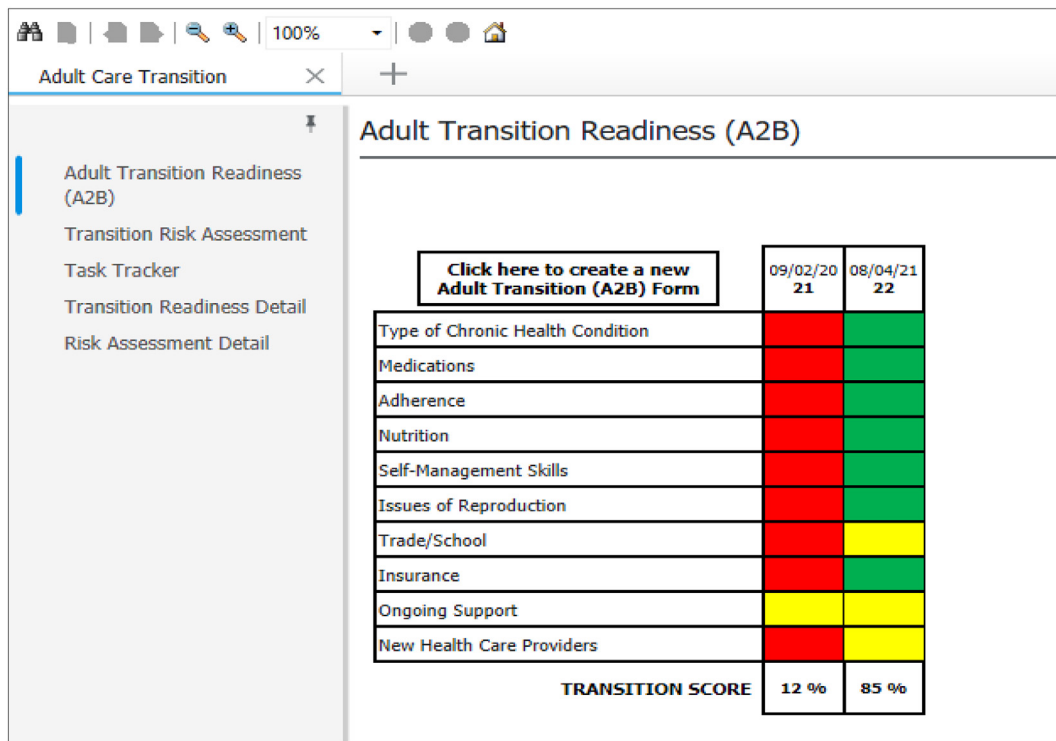 100%
Adult Care Transition
Adult Transition Readiness (A2B)
Adult Transition Readiness
(A2B)
Transition Risk Assessment
Task Tracker
Transition Readiness Detail
Risk Assessment Detail
Click here to create a new
Adult Transition (A2B) Form
09/02/20 08/04/21
21 22
Type of Chronic Health Condition
Medications
Adherence
Nutrition
Self-Management Skills
Issues of Reproduction
Trade/School
Insurance
Ongoing Support
New Health Care Providers
TRANSITION SCORE 12 % 85 %